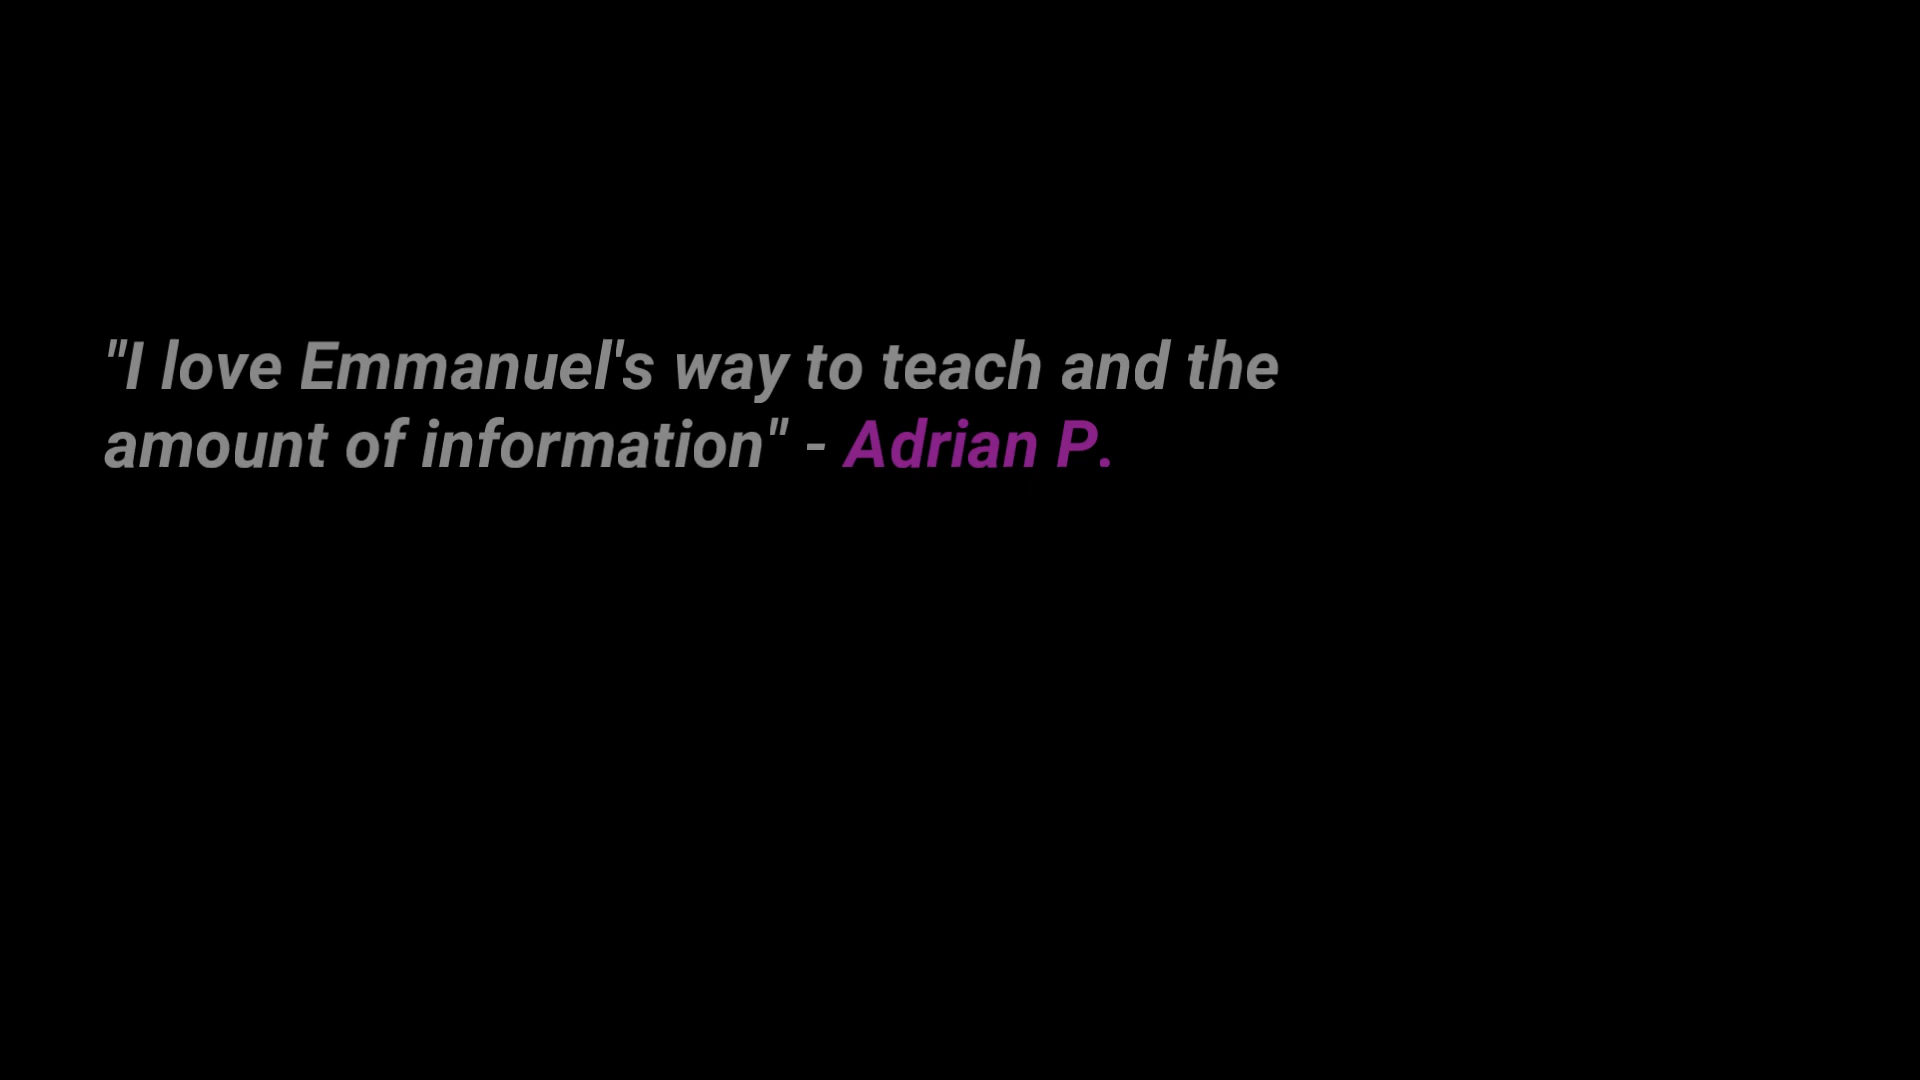 "I love Emmanuel's way to teach and the
amount of information" - Adrian P.